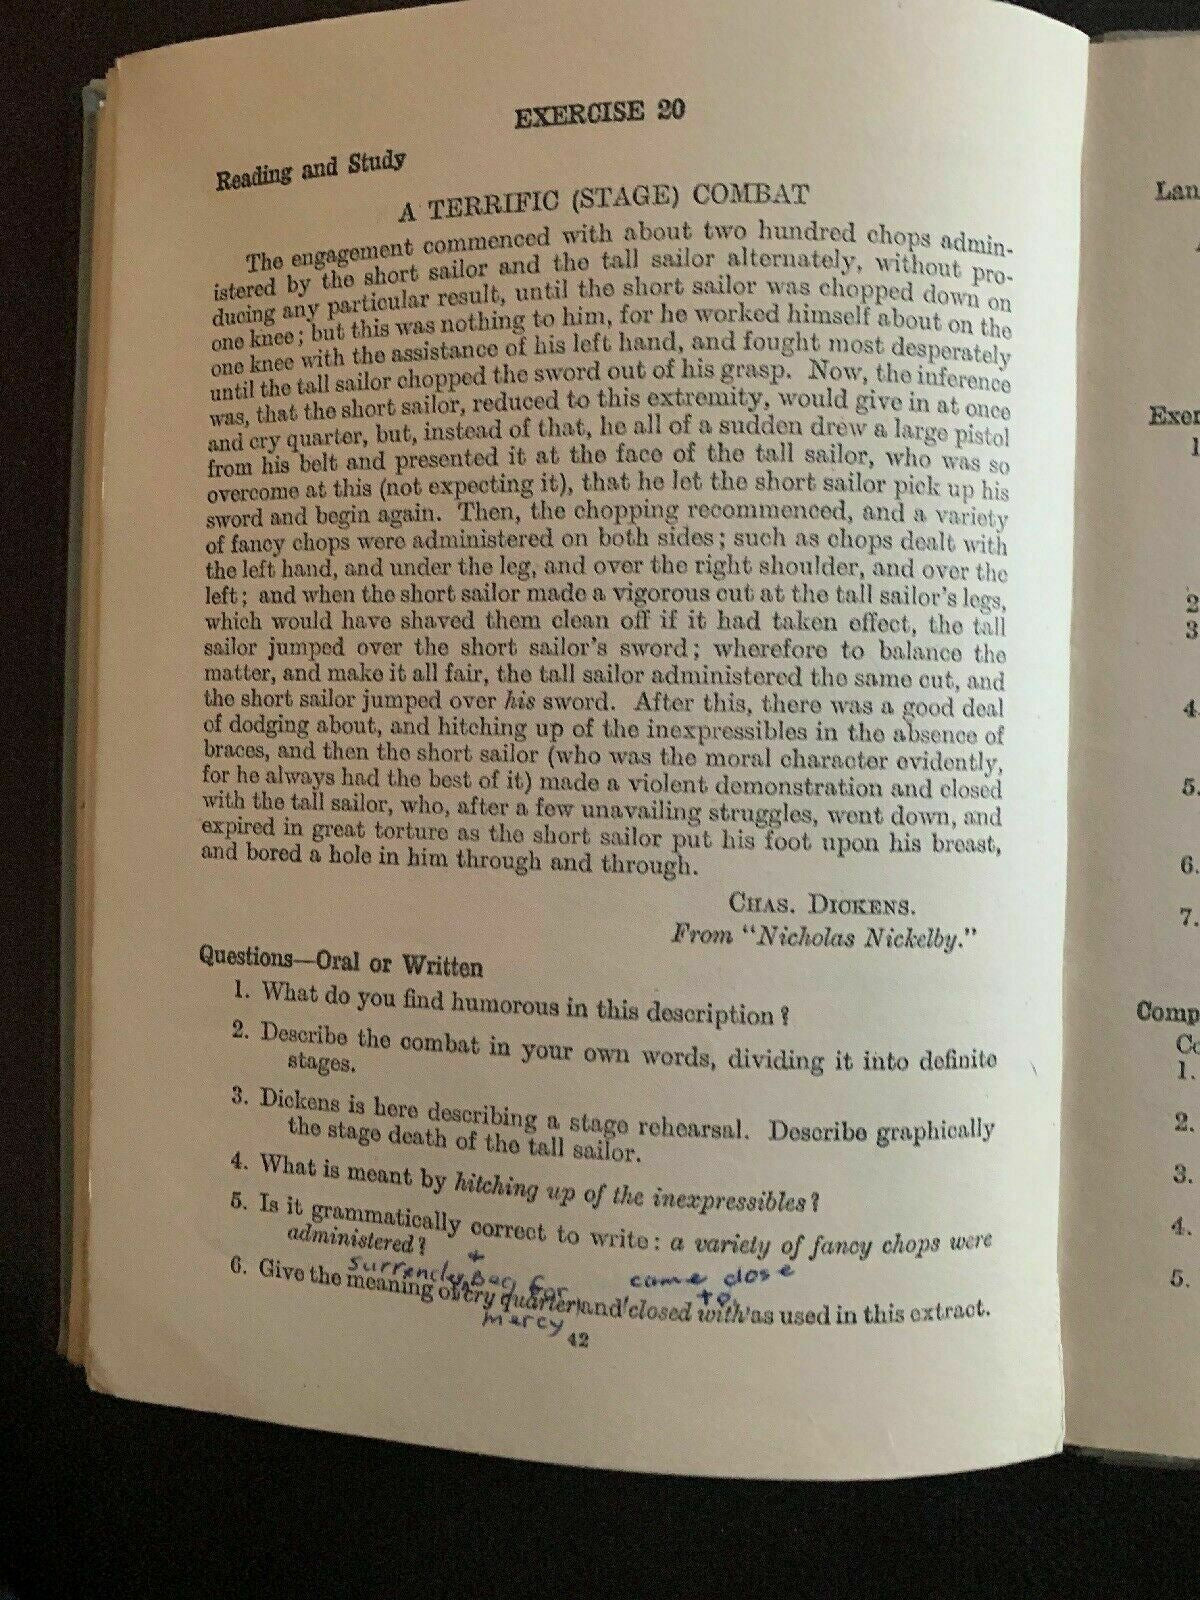 EXERCISE 20
Reading and Study
A TERRIFIC (STAGE) COMBAT
The engagement commenced with about two hundred chops admin-
istered by the short sailor and the tall sailor alternately, without pro-
ducing any particular result, until the short sailor was chopped down on
one knee; but this was nothing to him, for he worked himself about on the
one knee with the assistance of his left hand, and fought most desperately
until the tall sailor chopped the sword out of his grasp. Now, the inference
was, that the short sailor, reduced to this extremity, would give in at once
and cry quarter, but, instead of that, he all of a sudden drew a large pistol
from his belt and presented it at the face of the tall sailor, who was so
overcome at this (not expecting it), that he let the short sailor pick up his
sword and begin again. Then, the chopping recommenced, and a variety
of fancy chops were administered on both sides; such as chops dealt with
the left hand, and under the leg, and over the right shoulder, and over the
left; and when the short sailor made a vigorous cut at the tall sailor's legs,
which would have shaved them clean off if it had taken effect, the tall
sailor jumped over the short sailor's sword; wherefore to balance the
matter, and make it all fair, the tall sailor administered the same cut, and
the short sailor jumped over his sword. After this, there was a good deal
of dodging about, and hitching up of the inexpressibles in the absence of
braces, and then the short sailor (who was the moral character evidently,
for he always had the best of it) made a violent demonstration and closed
with the tall sailor, who, after a few unavailing struggles, went down, and
expired in great torture as the short sailor put his foot upon his breast,
and bored a hole in him through and through.
CHAS. DICKENS.
From "Nicholas Nickelby."
Questions—Oral or Written
1. What do you find humorous in this description?
2. Describe the combat in your own words, dividing it into definite
stages.
3. Dickens is here describing a stage rehearsal. Describe graphically
the stage death of the tall sailor.
4. What is meant by hitching up of the inexpressibles?
5. Is it grammatically correct to write: a variety of fancy chops were
administered?
surrender + beg for
mercy
came close
to
6. Give the meaning of cry quarter and closed with as used in this extract.
42
Lan
Exer
1
2
3
4.
5.
6.
7.
Comp
Co
1.
2.
3.
4.
5.